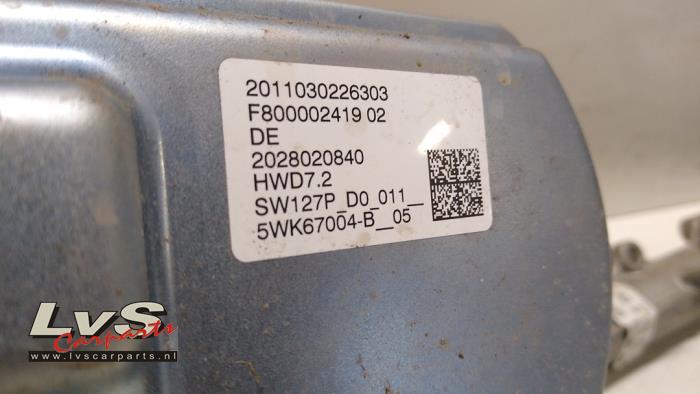 2011030226303
F800002419 02
DE
2028020840
HWD7.2
SW127P_D0_011__
5WK67004-B__05
LvS
Carparts
www.lvscarparts.nl